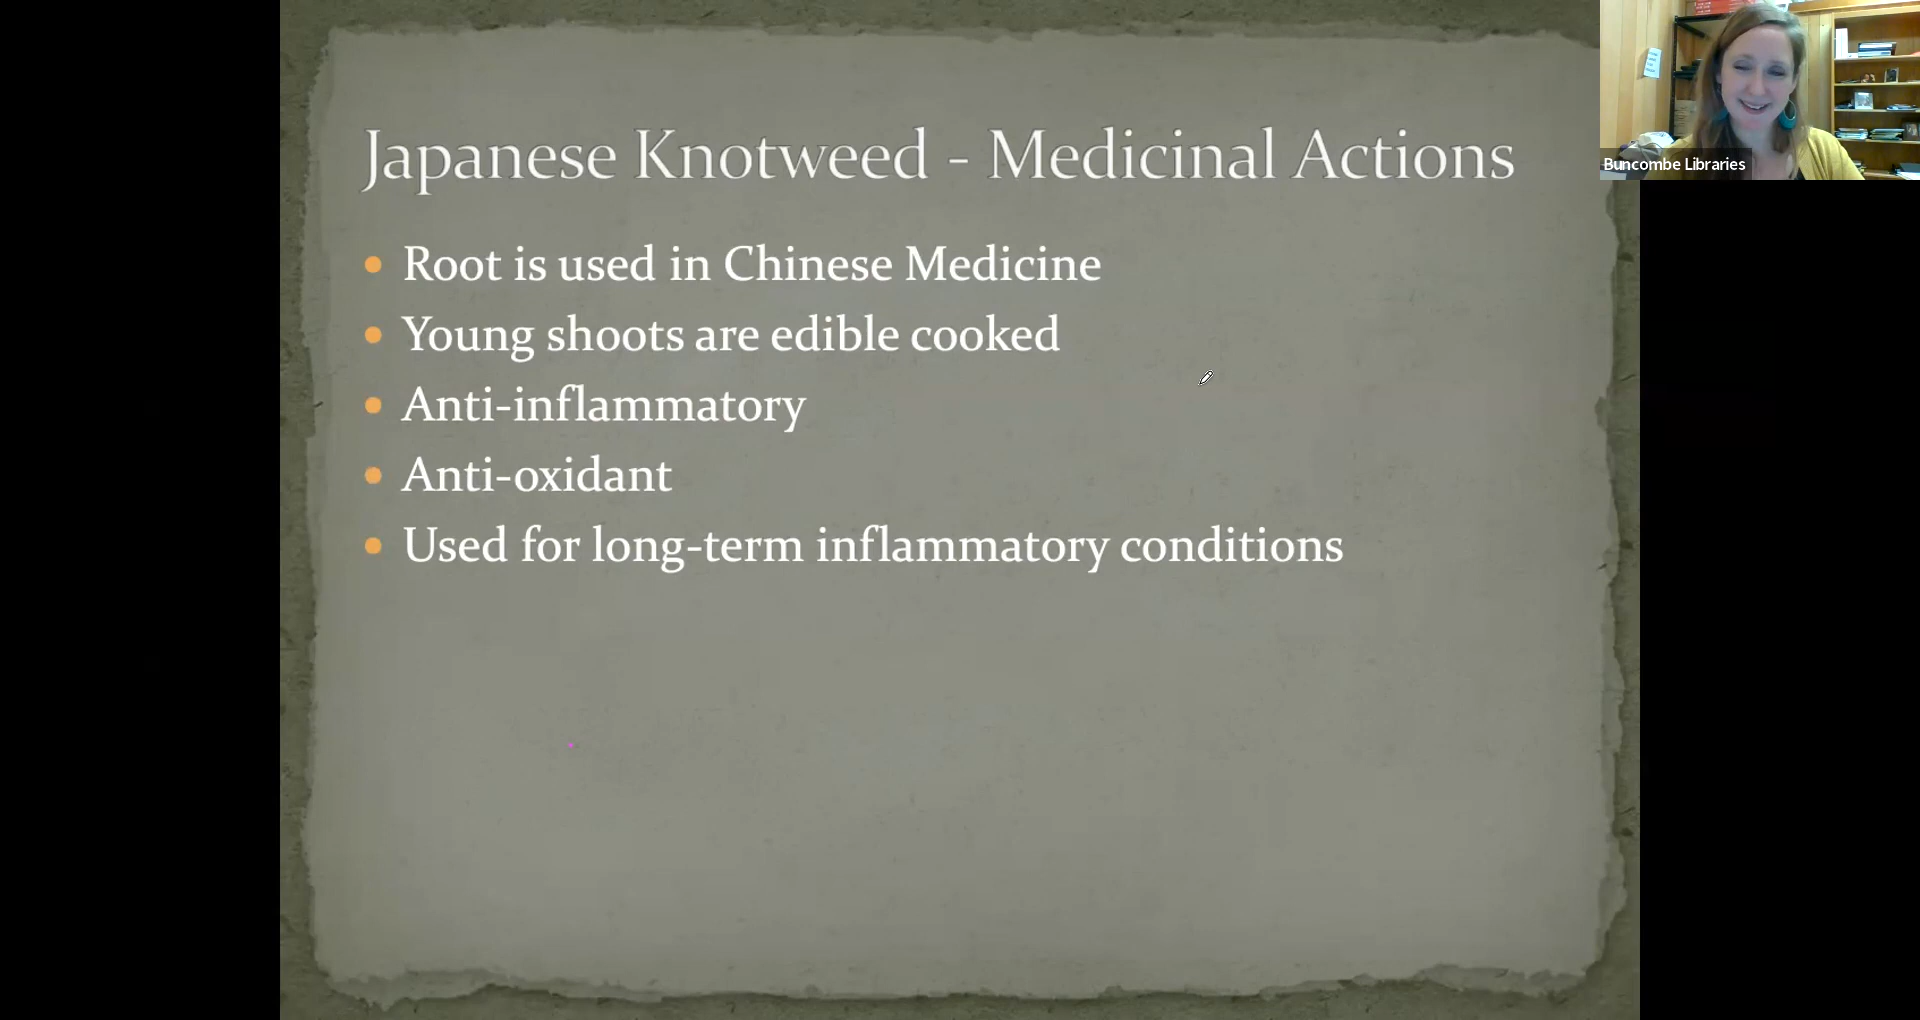 Japanese Knotweed - Medicinal Actions
Root is used in Chinese Medicine
Young shoots are edible cooked
Anti-inflammatory
Anti-oxidant
Used for long-term inflammatory conditions
Buncombe Libraries